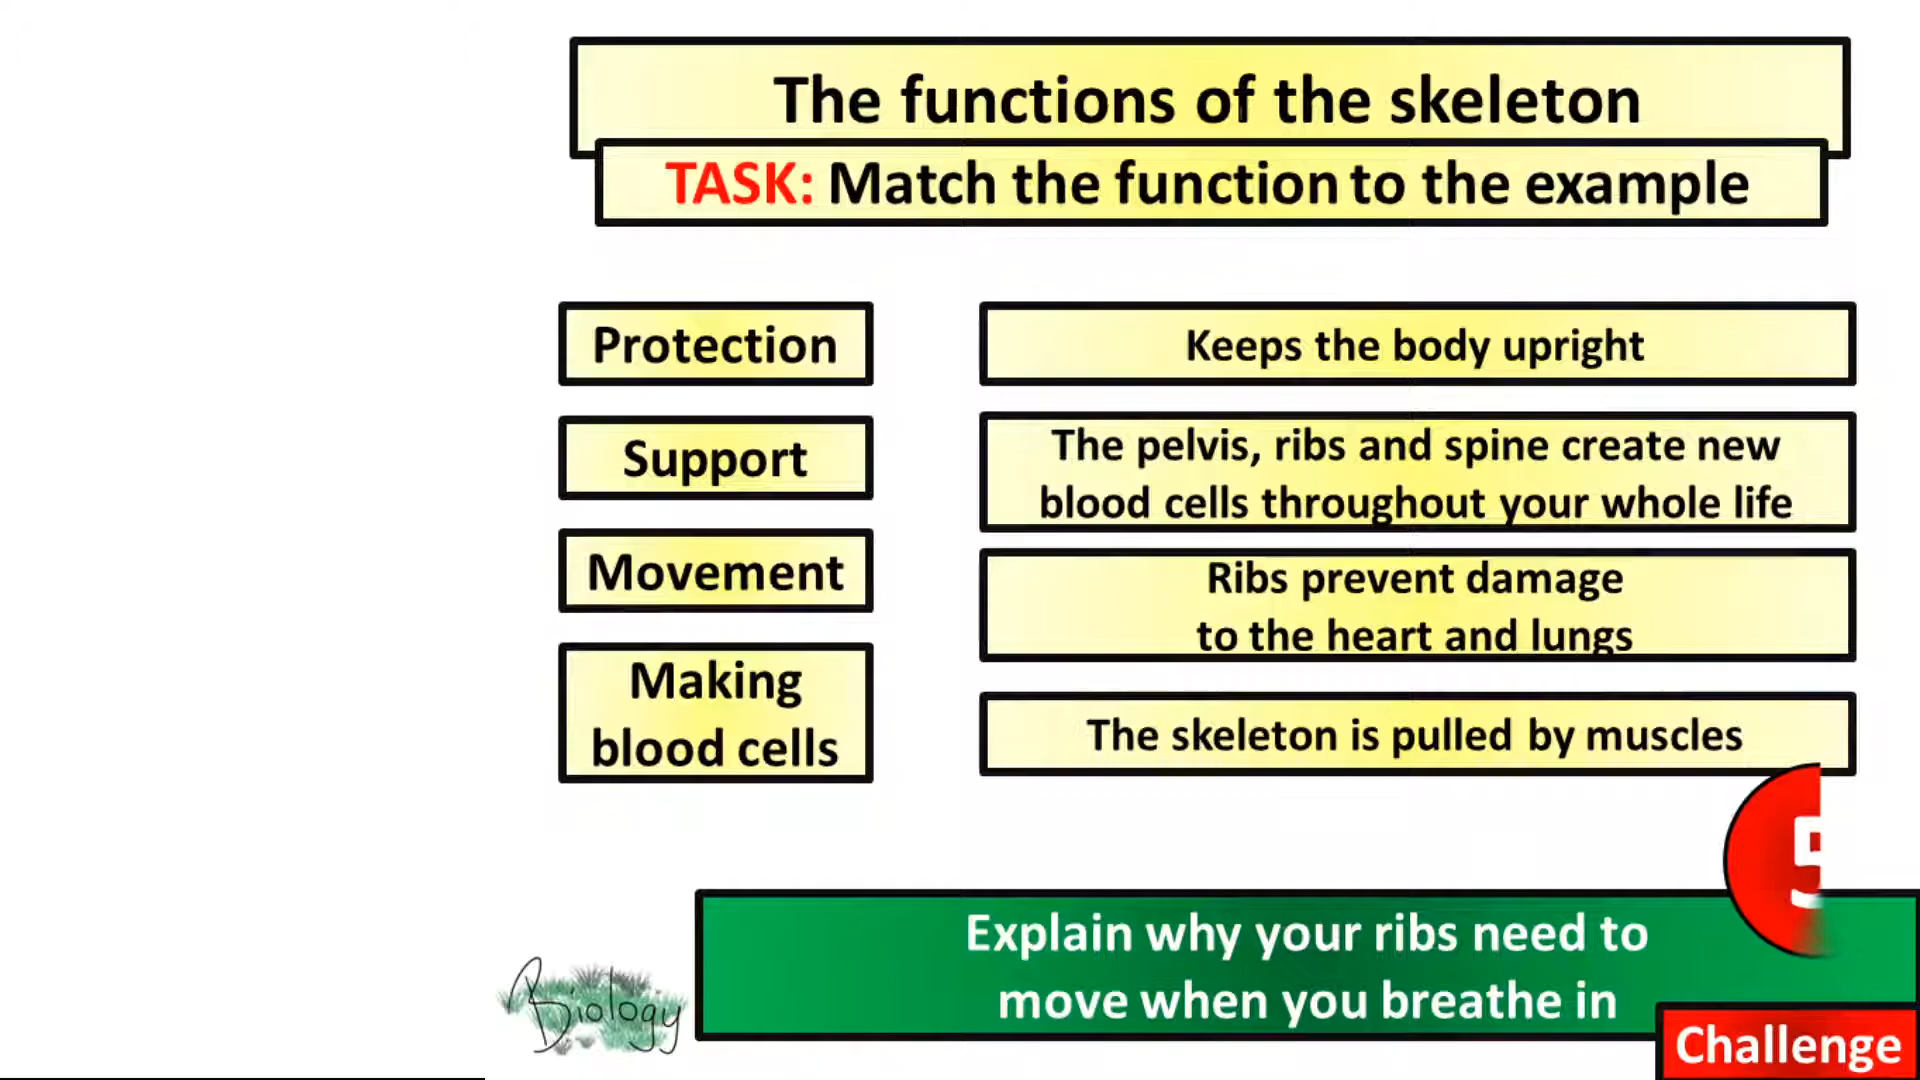 The functions of the skeleton
TASK: Match the function to the example
Protection
Keeps the body upright
Support
The pelvis, ribs and spine create new
blood cells throughout your whole life
Movement
Ribs prevent damage
to the heart and lungs
Making
blood cells
The skeleton is pulled by muscles
5
Explain why your ribs need to
move when you breathe in
Challenge
Biology